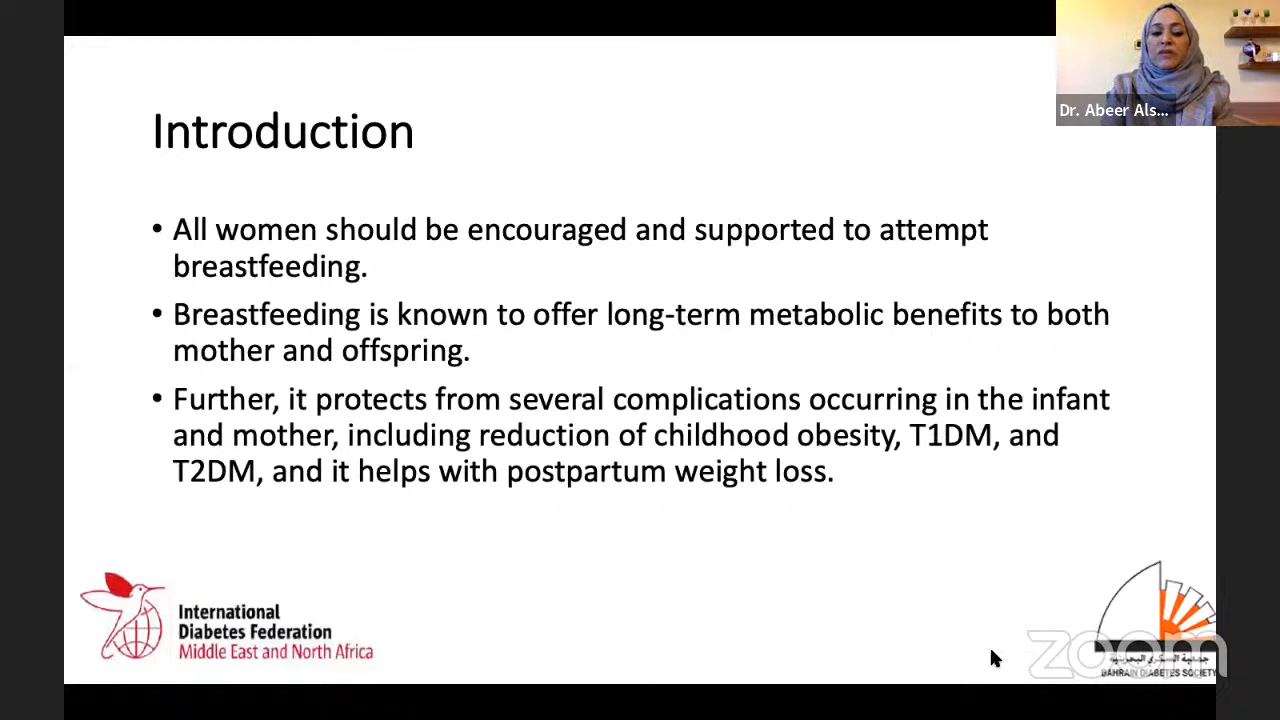 Dr. Abeer Als...
Introduction
• All women should be encouraged and supported to attempt
breastfeeding.
• Breastfeeding is known to offer long-term metabolic benefits to both
mother and offspring.
• Further, it protects from several complications occurring in the infant
and mother, including reduction of childhood obesity, T1DM, and
T2DM, and it helps with postpartum weight loss.
International
Diabetes Federation
Middle East and North Africa
zoom
جمعية السكري البحرينية
BAHRAIN DIABETES SOCIETY